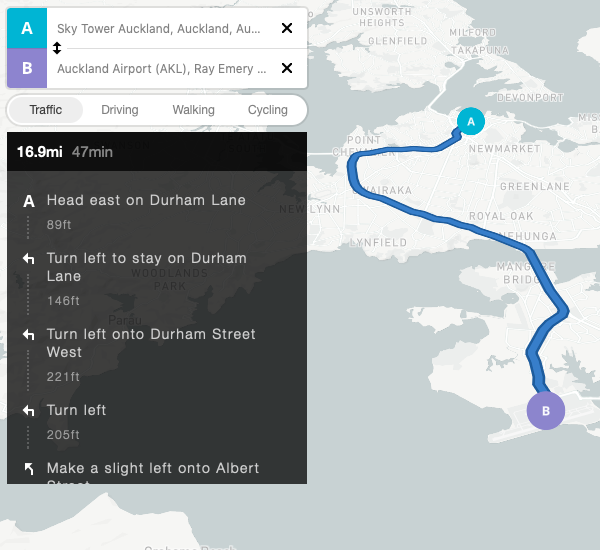 A
Sky Tower Auckland, Auckland, Au...
B
Auckland Airport (AKL), Ray Emery ...
Traffic
Driving
Walking
Cycling
16.9mi 47min
A Head east on Durham Lane
89ft
Turn left to stay on Durham
Lane
146ft
Turn left onto Durham Street
West
221ft
Turn left
205ft
Make a slight left onto Albert
Street
UNSWORTH
HEIGHTS
GLENFIELD
MILFORD
TAKAPUNA
DEVONPORT
A
POINT
CHEVALIER
NEWMARKET
WAIRAKA
GREENLANE
NEW LYNN
ROYAL OAK
LYNFIELD
ONEHUNGA
MANGERE
BRIDGE
WOODLANDS
PARK
Parau
B